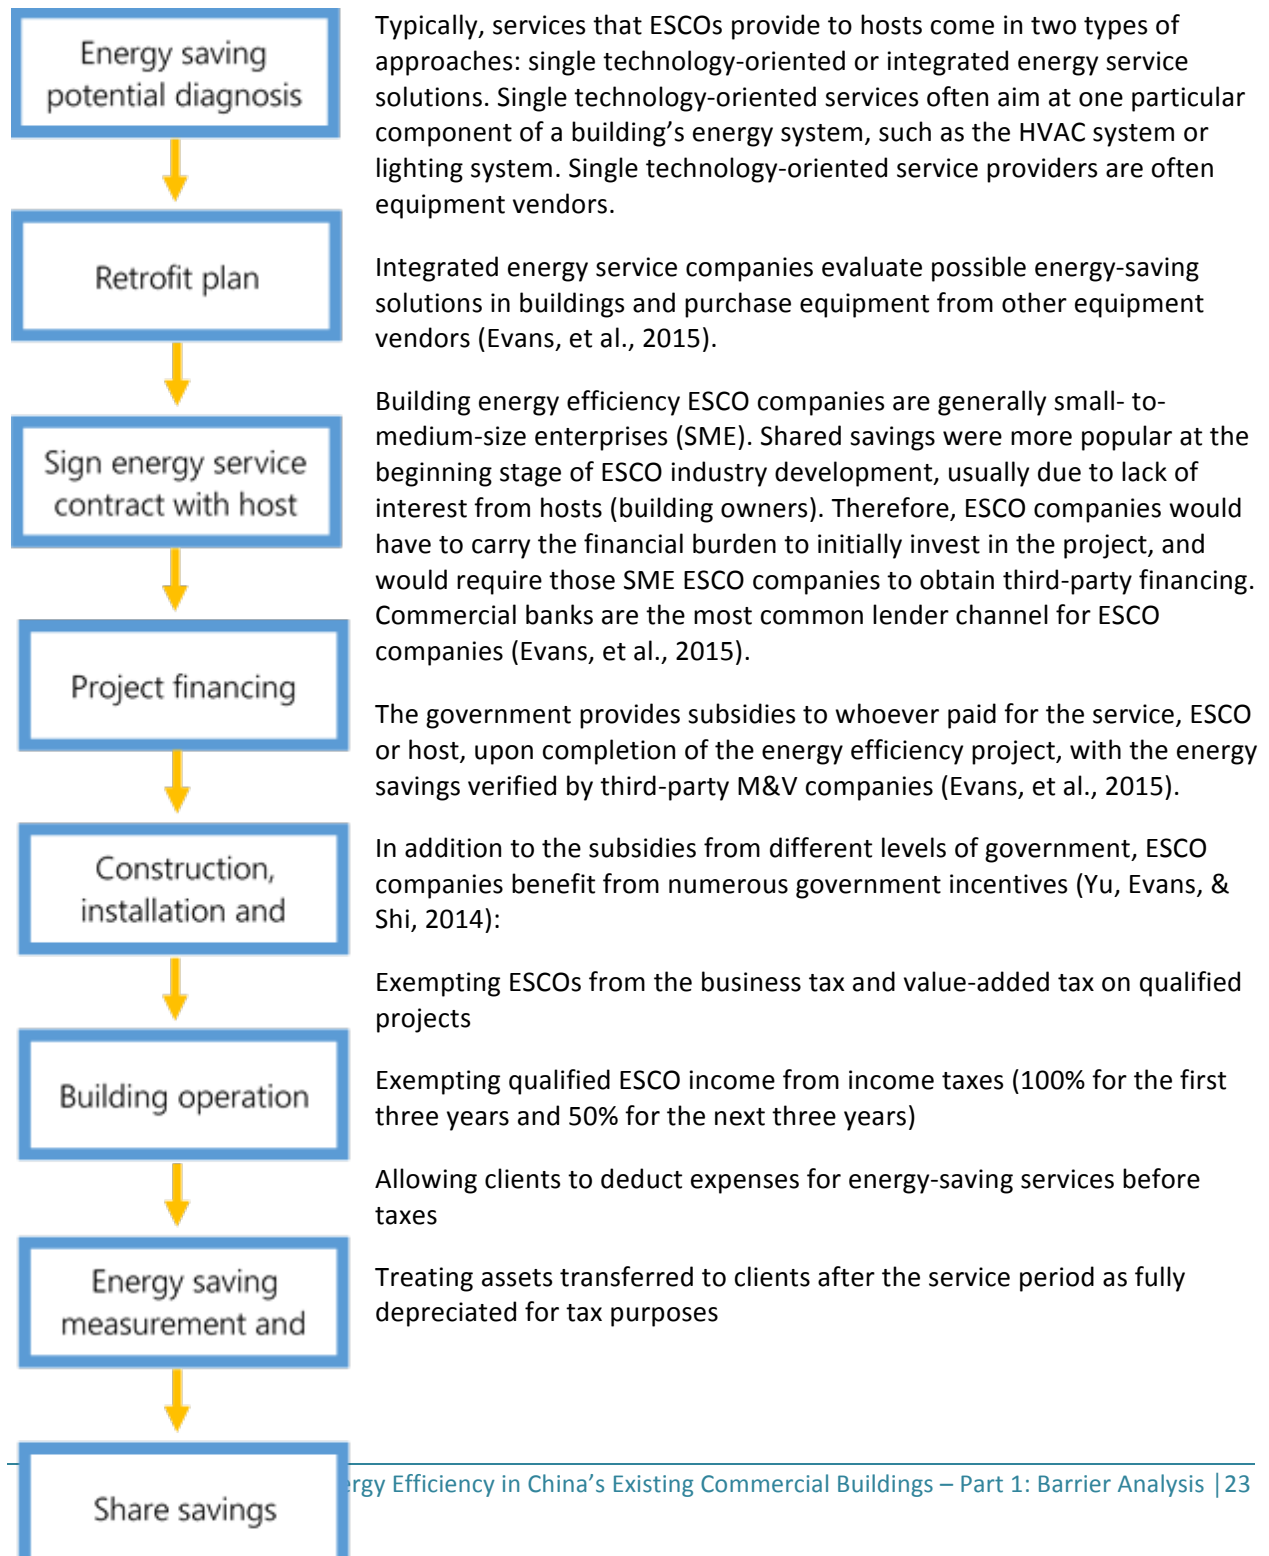 Energy saving
potential diagnosis
Retrofit plan
Sign energy service
contract with host
Project financing
Construction,
installation and
Building operation
Energy saving
measurement and
Share savings
Typically, services that ESCOs provide to hosts come in two types of
approaches: single technology-oriented or integrated energy service
solutions. Single technology-oriented services often aim at one particular
component of a building’s energy system, such as the HVAC system or
lighting system. Single technology-oriented service providers are often
equipment vendors.
Integrated energy service companies evaluate possible energy-saving
solutions in buildings and purchase equipment from other equipment
vendors (Evans, et al., 2015).
Building energy efficiency ESCO companies are generally small- to-
medium-size enterprises (SME). Shared savings were more popular at the
beginning stage of ESCO industry development, usually due to lack of
interest from hosts (building owners). Therefore, ESCO companies would
have to carry the financial burden to initially invest in the project, and
would require those SME ESCO companies to obtain third-party financing.
Commercial banks are the most common lender channel for ESCO
companies (Evans, et al., 2015).
The government provides subsidies to whoever paid for the service, ESCO
or host, upon completion of the energy efficiency project, with the energy
savings verified by third-party M&V companies (Evans, et al., 2015).
In addition to the subsidies from different levels of government, ESCO
companies benefit from numerous government incentives (Yu, Evans, &
Shi, 2014):
Exempting ESCOs from the business tax and value-added tax on qualified
projects
Exempting qualified ESCO income from income taxes (100% for the first
three years and 50% for the next three years)
Allowing clients to deduct expenses for energy-saving services before
taxes
Treating assets transferred to clients after the service period as fully
depreciated for tax purposes
Efficiency in China’s Existing Commercial Buildings – Part 1: Barrier Analysis |23